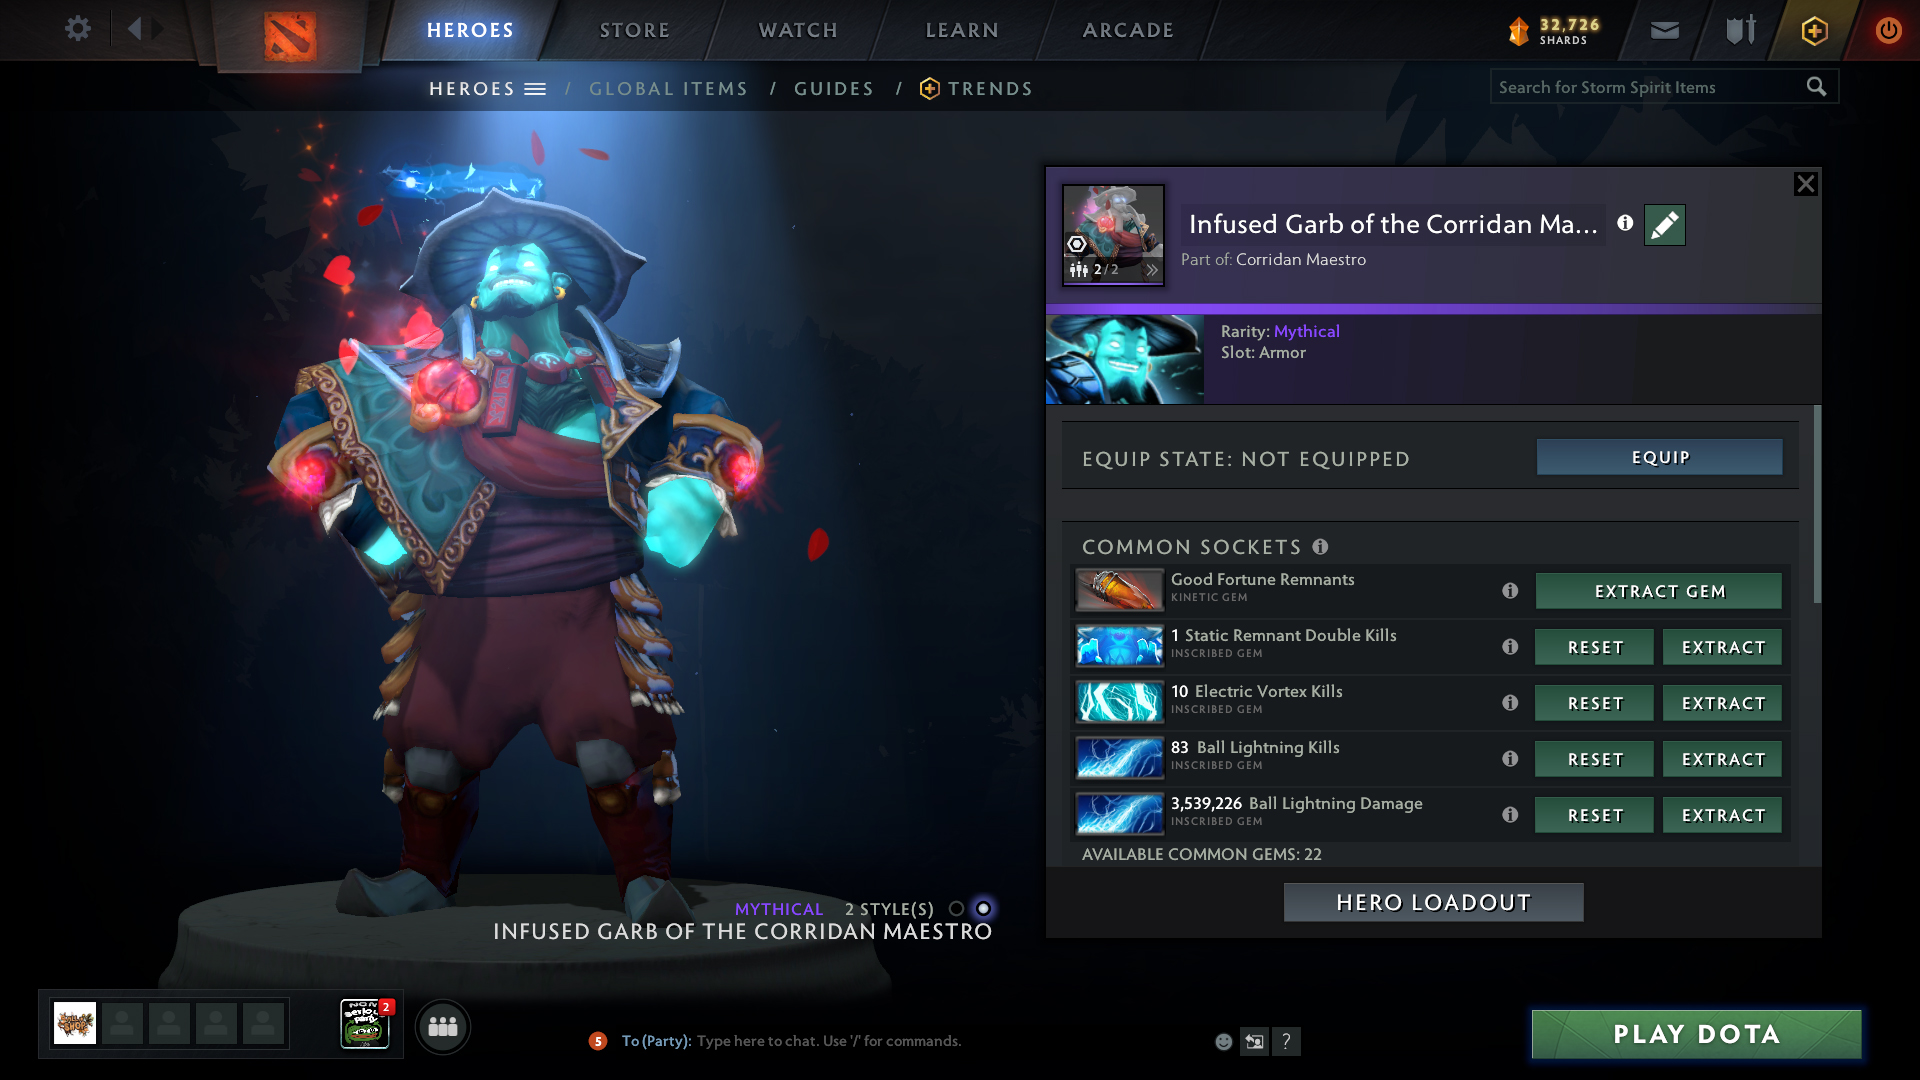 HEROES
STORE
WATCH
LEARN
ARCADE
32,726
SHARDS
HEROES / GLOBAL ITEMS / GUIDES / TRENDS
Search for Storm Spirit Items
2/2
Infused Garb of the Corridan Ma...
Part of: Corridan Maestro
Rarity: Mythical
Slot: Armor
EQUIP STATE: NOT EQUIPPED
EQUIP
COMMON SOCKETS
Good Fortune Remnants
KINETIC GEM
EXTRACT GEM
1 Static Remnant Double Kills
INSCRIBED GEM
RESET
EXTRACT
10 Electric Vortex Kills
INSCRIBED GEM
RESET
EXTRACT
83 Ball Lightning Kills
INSCRIBED GEM
RESET
EXTRACT
3,539,226 Ball Lightning Damage
INSCRIBED GEM
RESET
EXTRACT
AVAILABLE COMMON GEMS: 22
HERO LOADOUT
MYTHICAL 2 STYLE(S)
INFUSED GARB OF THE CORRIDAN MAESTRO
2
5
To (Party): Type here to chat. Use '/' for commands.
?
PLAY DOTA